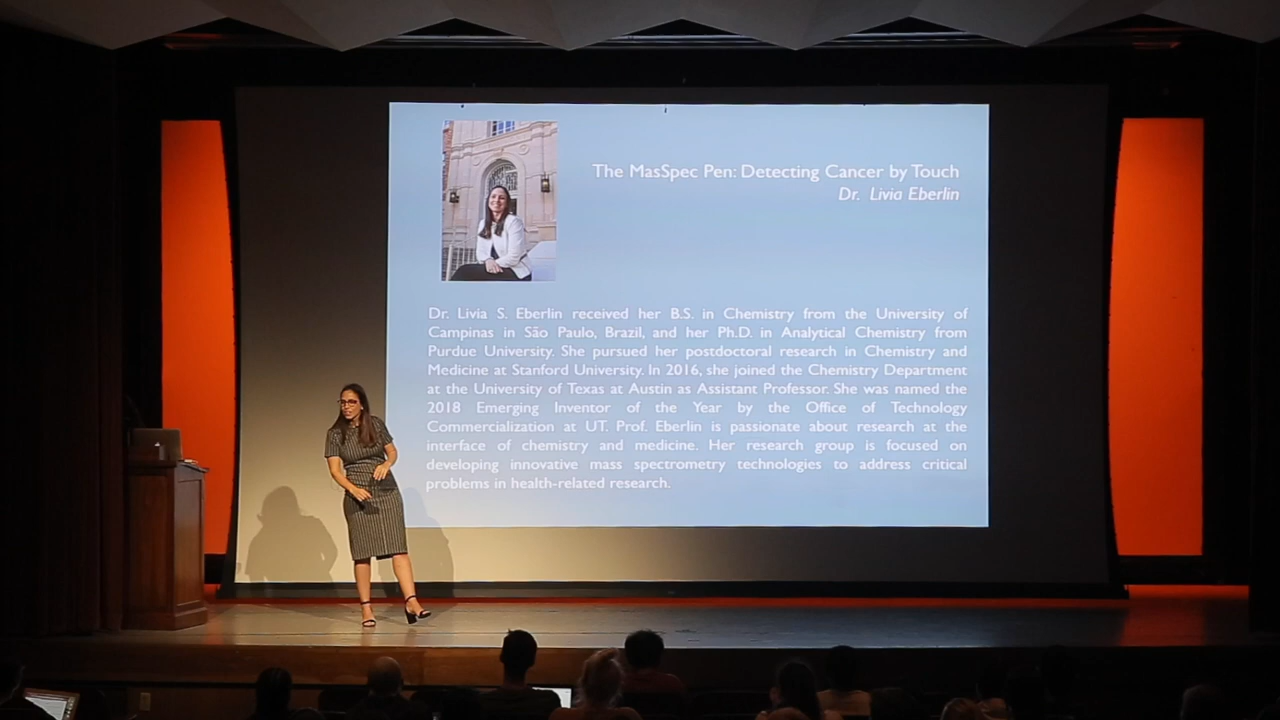 The MasSpec Pen: Detecting Cancer by Touch
Dr. Livia Eberlin
Dr. Livia S. Eberlin received her B.S. in Chemistry from the University of
Campinas in São Paulo, Brazil, and her Ph.D. in Analytical Chemistry from
Purdue University. She pursued her postdoctoral research in Chemistry and
Medicine at Stanford University. In 2016, she joined the Chemistry Department
at the University of Texas at Austin as Assistant Professor. She was named the
2018 Emerging Inventor of the Year by the Office of Technology
Commercialization at UT. Prof. Eberlin is passionate about research at the
interface of chemistry and medicine. Her research group is focused on
developing innovative mass spectrometry technologies to address critical
problems in health-related research.